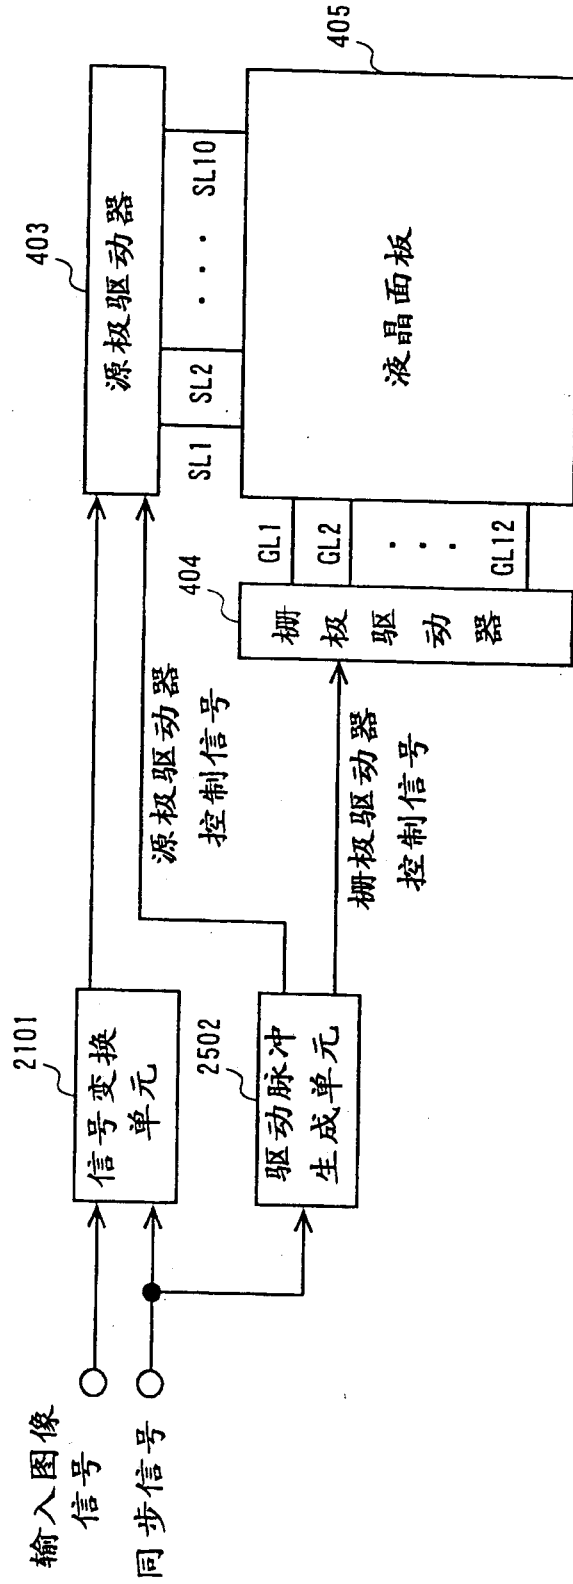 输入图像
信号
同步信号
2101
信号变换
单元
2502
驱动脉冲
生成单元
源极驱动器
控制信号
栅极驱动器
控制信号
403
源极驱动器
SL1
SL2
• • •
SL10
404
栅极驱动器
GL1
GL2
• • •
GL12
405
液晶面板